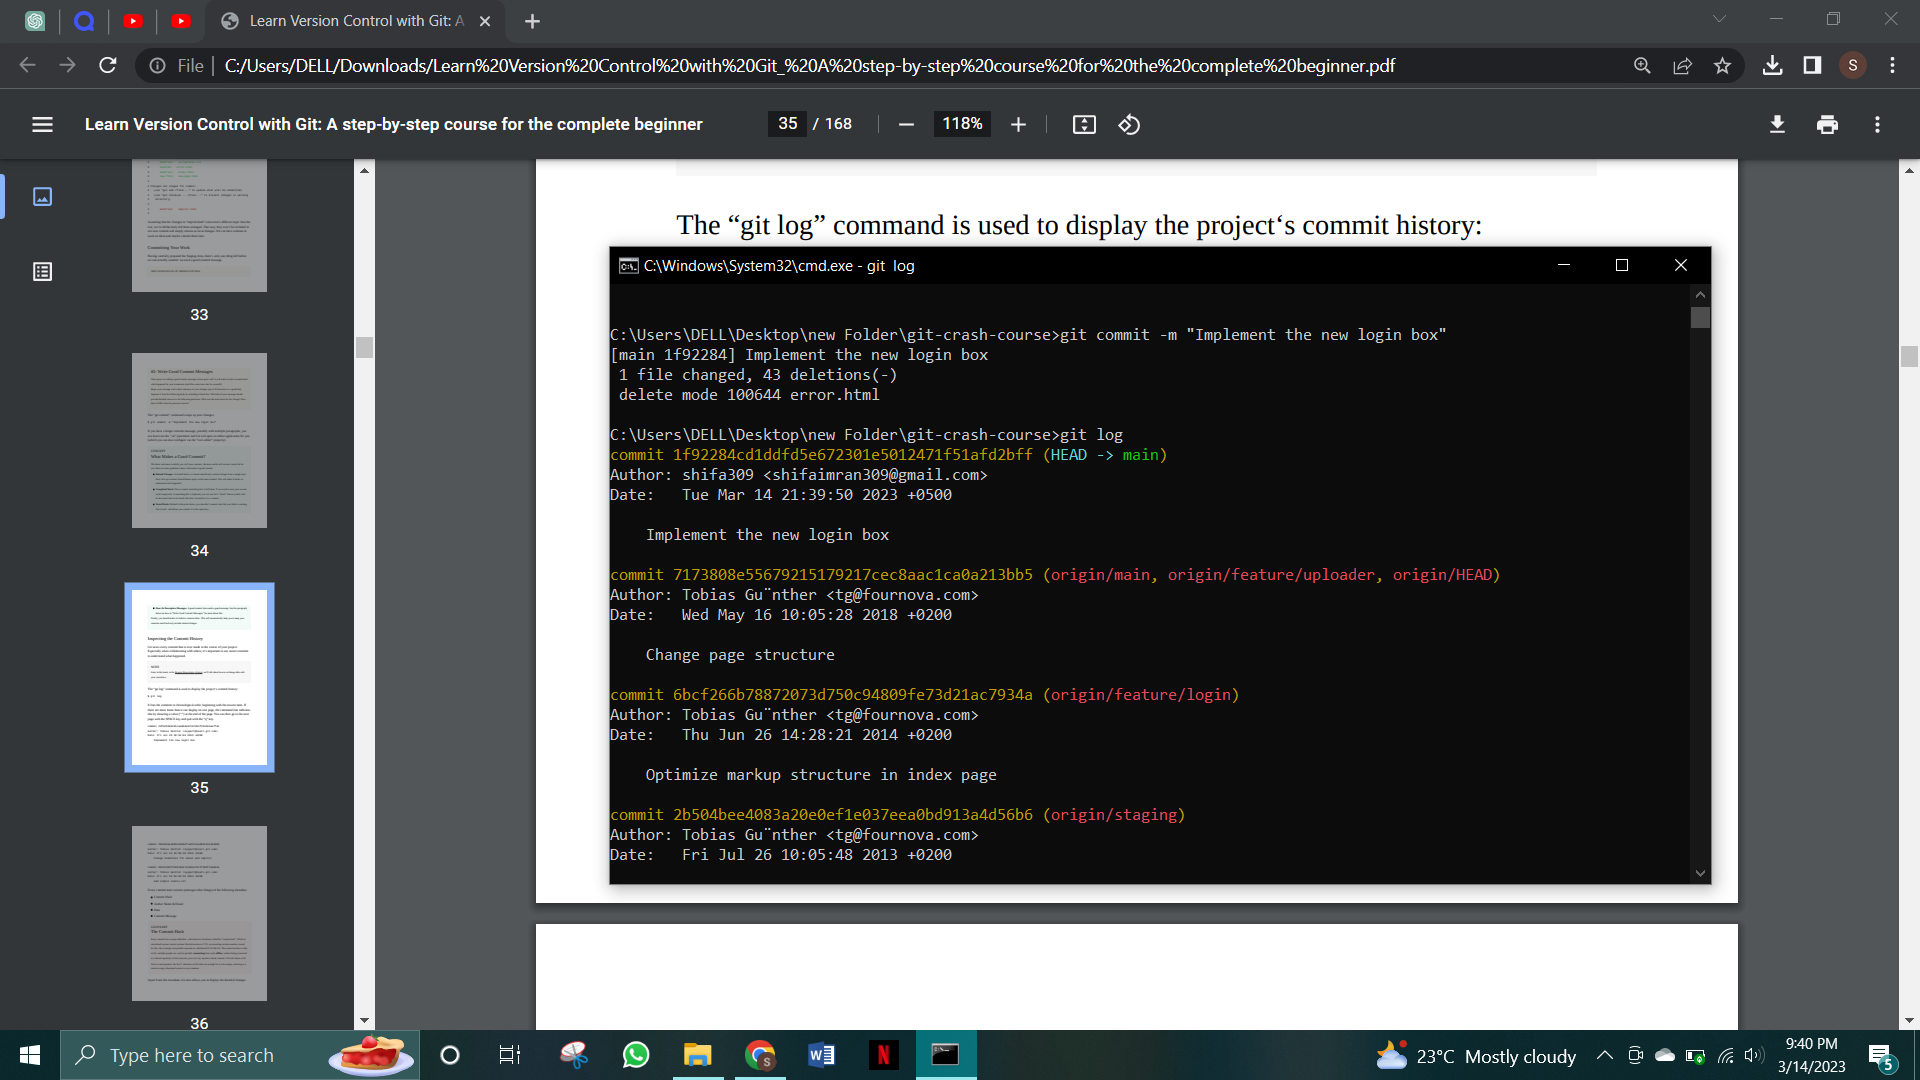 Learn Version Control with Git: A
File
C:/Users/DELL/Downloads/Learn%20Version%20Control%20with%20Git_%20A%20step-by-step%20course%20for%20the%20complete%20beginner.pdf
S
Learn Version Control with Git: A step-by-step course for the complete beginner
35 / 168
118%
33
34
35
36
The “git log” command is used to display the project‘s commit history:
C:\Windows\System32\cmd.exe - git log
C:\Users\DELL\Desktop\new Folder\git-crash-course>git commit -m "Implement the new login box"
[main 1f92284] Implement the new login box
1 file changed, 43 deletions(-)
delete mode 100644 error.html
C:\Users\DELL\Desktop\new Folder\git-crash-course>git log
commit 1f92284cd1ddfd5e672301e5012471f51afd2bff (HEAD -> main)
Author: shifa309 <shifaimran309@gmail.com>
Date:   Tue Mar 14 21:39:50 2023 +0500
Implement the new login box
commit 7173808e55679215179217cec8aac1ca0a213bb5 (origin/main, origin/feature/uploader, origin/HEAD)
Author: Tobias Gu¨nther <tg@fournova.com>
Date:   Wed May 16 10:05:28 2018 +0200
Change page structure
commit 6bcf266b78872073d750c94809fe73d21ac7934a (origin/feature/login)
Author: Tobias Gu¨nther <tg@fournova.com>
Date:   Thu Jun 26 14:28:21 2014 +0200
Optimize markup structure in index page
commit 2b504bee4083a20e0ef1e037eea0bd913a4d56b6 (origin/staging)
Author: Tobias Gu¨nther <tg@fournova.com>
Date:   Fri Jul 26 10:05:48 2013 +0200
Type here to search
23°C Mostly cloudy
9:40 PM
3/14/2023
5